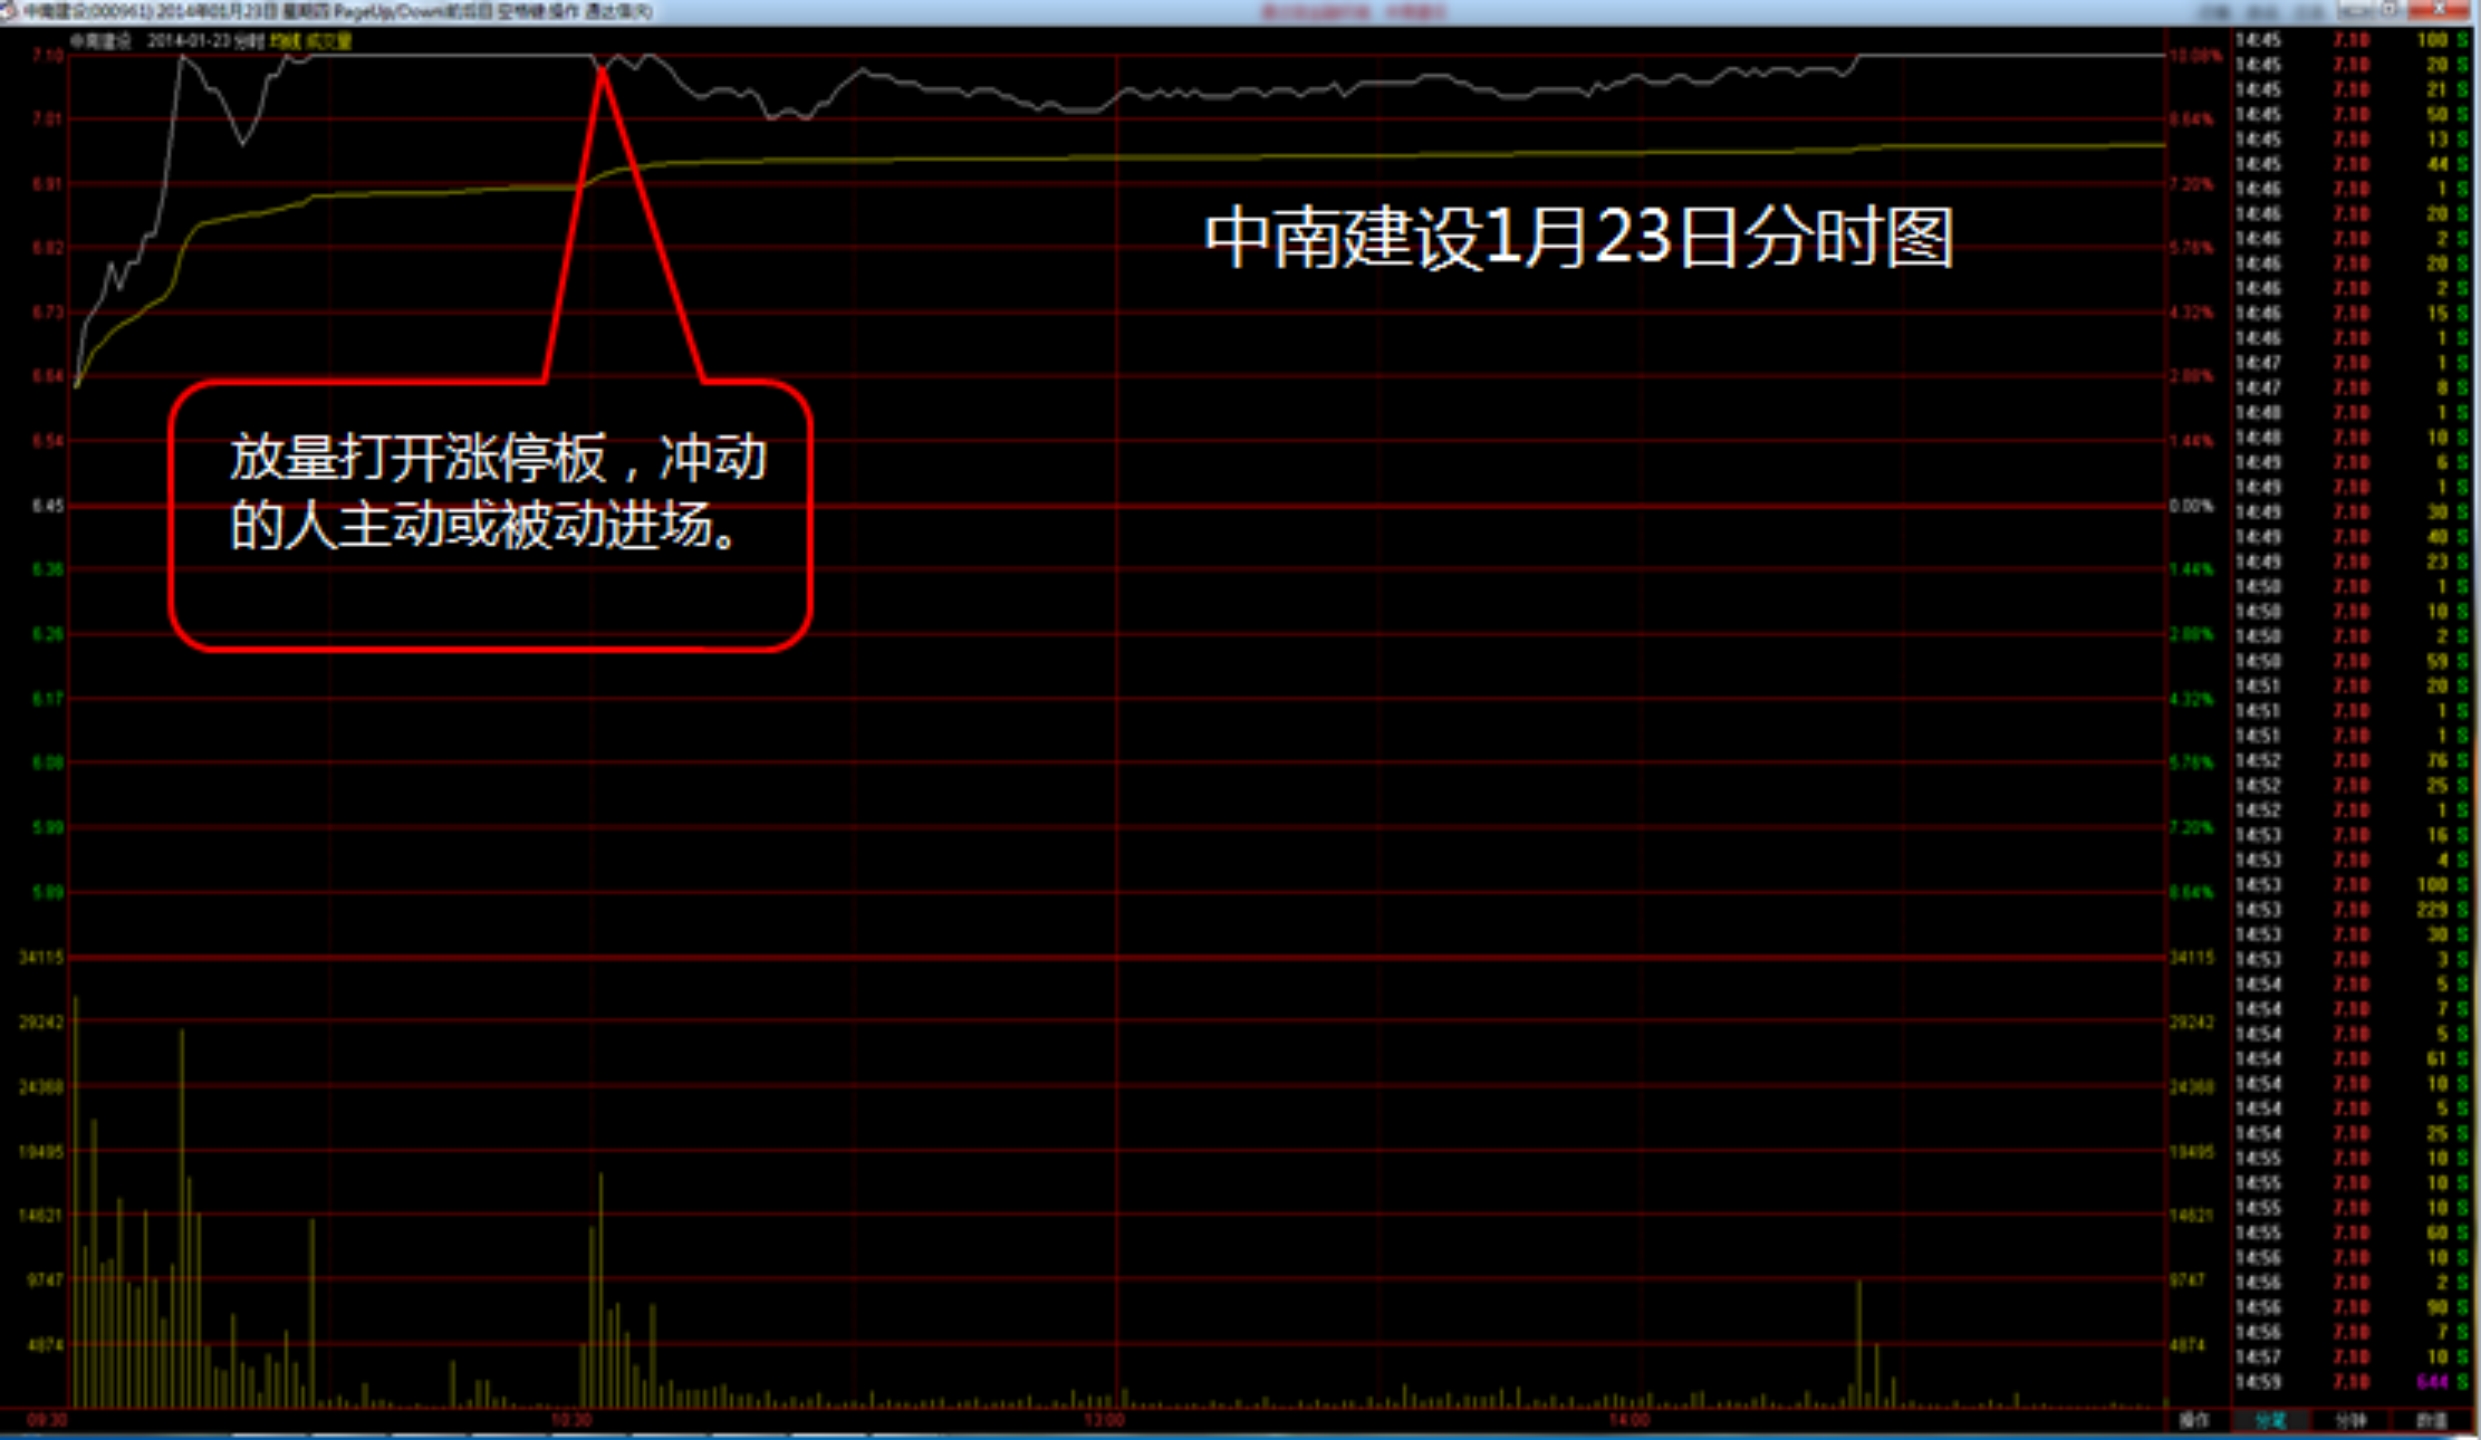 中南建设(000961) 2014年01月23日 星期四 PageUp/Down:前后日 空格键:操作 通达信(R)
中南建设 2014-01-23 分时 均线 成交量
中南建设1月23日分时图
放量打开涨停板，冲动
的人主动或被动进场。
7.10 10.08%
7.01 8.64%
6.91 7.20%
6.82 5.76%
6.73 4.32%
6.64 2.88%
6.54 1.44%
6.45 0.00%
6.36 1.44%
6.26 2.88%
6.17 4.32%
6.08 5.76%
5.99 7.20%
5.89 8.64%
34115 34115
29242 29242
24368 24368
19495 19495
14621 14621
9747 9747
4874 4874
09:30 10:30 13:00 14:00 操作 分笔 分钟 数值
14:45 7.10 100 S
14:45 7.10 20 S
14:45 7.10 21 S
14:45 7.10 50 S
14:45 7.10 13 S
14:45 7.10 44 S
14:46 7.10 1 S
14:46 7.10 20 S
14:46 7.10 2 S
14:46 7.10 20 S
14:46 7.10 2 S
14:46 7.10 15 S
14:46 7.10 1 S
14:47 7.10 1 S
14:47 7.10 8 S
14:48 7.10 1 S
14:48 7.10 10 S
14:49 7.10 6 S
14:49 7.10 1 S
14:49 7.10 30 S
14:49 7.10 40 S
14:49 7.10 23 S
14:50 7.10 1 S
14:50 7.10 10 S
14:50 7.10 2 S
14:50 7.10 59 S
14:51 7.10 20 S
14:51 7.10 1 S
14:51 7.10 1 S
14:52 7.10 76 S
14:52 7.10 25 S
14:52 7.10 1 S
14:53 7.10 16 S
14:53 7.10 4 S
14:53 7.10 100 S
14:53 7.10 229 S
14:53 7.10 30 S
14:53 7.10 3 S
14:54 7.10 5 S
14:54 7.10 7 S
14:54 7.10 5 S
14:54 7.10 61 S
14:54 7.10 10 S
14:54 7.10 5 S
14:54 7.10 25 S
14:55 7.10 10 S
14:55 7.10 10 S
14:55 7.10 10 S
14:55 7.10 60 S
14:56 7.10 10 S
14:56 7.10 2 S
14:56 7.10 90 S
14:56 7.10 7 S
14:57 7.10 10 S
14:59 7.10 644 S